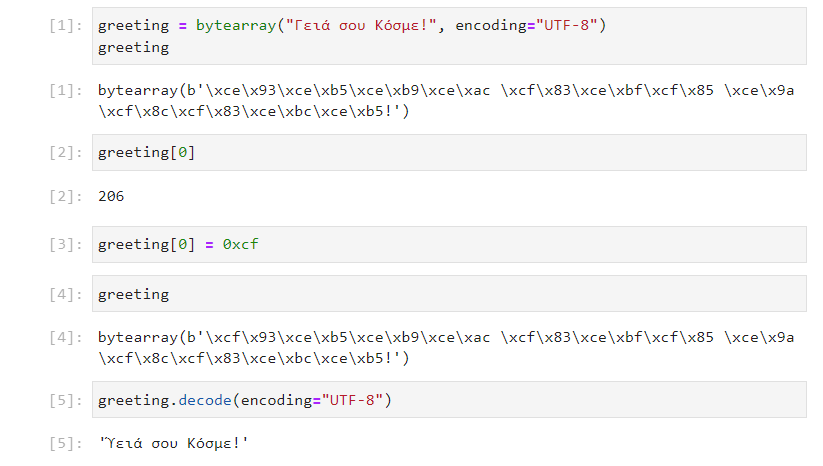 [1]: greeting = bytearray("Γειά σου Κόσμε!", encoding="UTF-8")
greeting
[1]: bytearray(b'\xce\x93\xce\xb5\xce\xb9\xce\xac \xcf\x83\xce\xbf\xcf\x85 \xce\x9a
\xcf\x8c\xcf\x83\xce\xbc\xce\xb5!')
[2]: greeting[0]
[2]: 206
[3]: greeting[0] = 0xcf
[4]: greeting
[4]: bytearray(b'\xcf\x93\xce\xb5\xce\xb9\xce\xac \xcf\x83\xce\xbf\xcf\x85 \xce\x9a
\xcf\x8c\xcf\x83\xce\xbc\xce\xb5!')
[5]: greeting.decode(encoding="UTF-8")
[5]: 'ϓειά σου Κόσμε!'